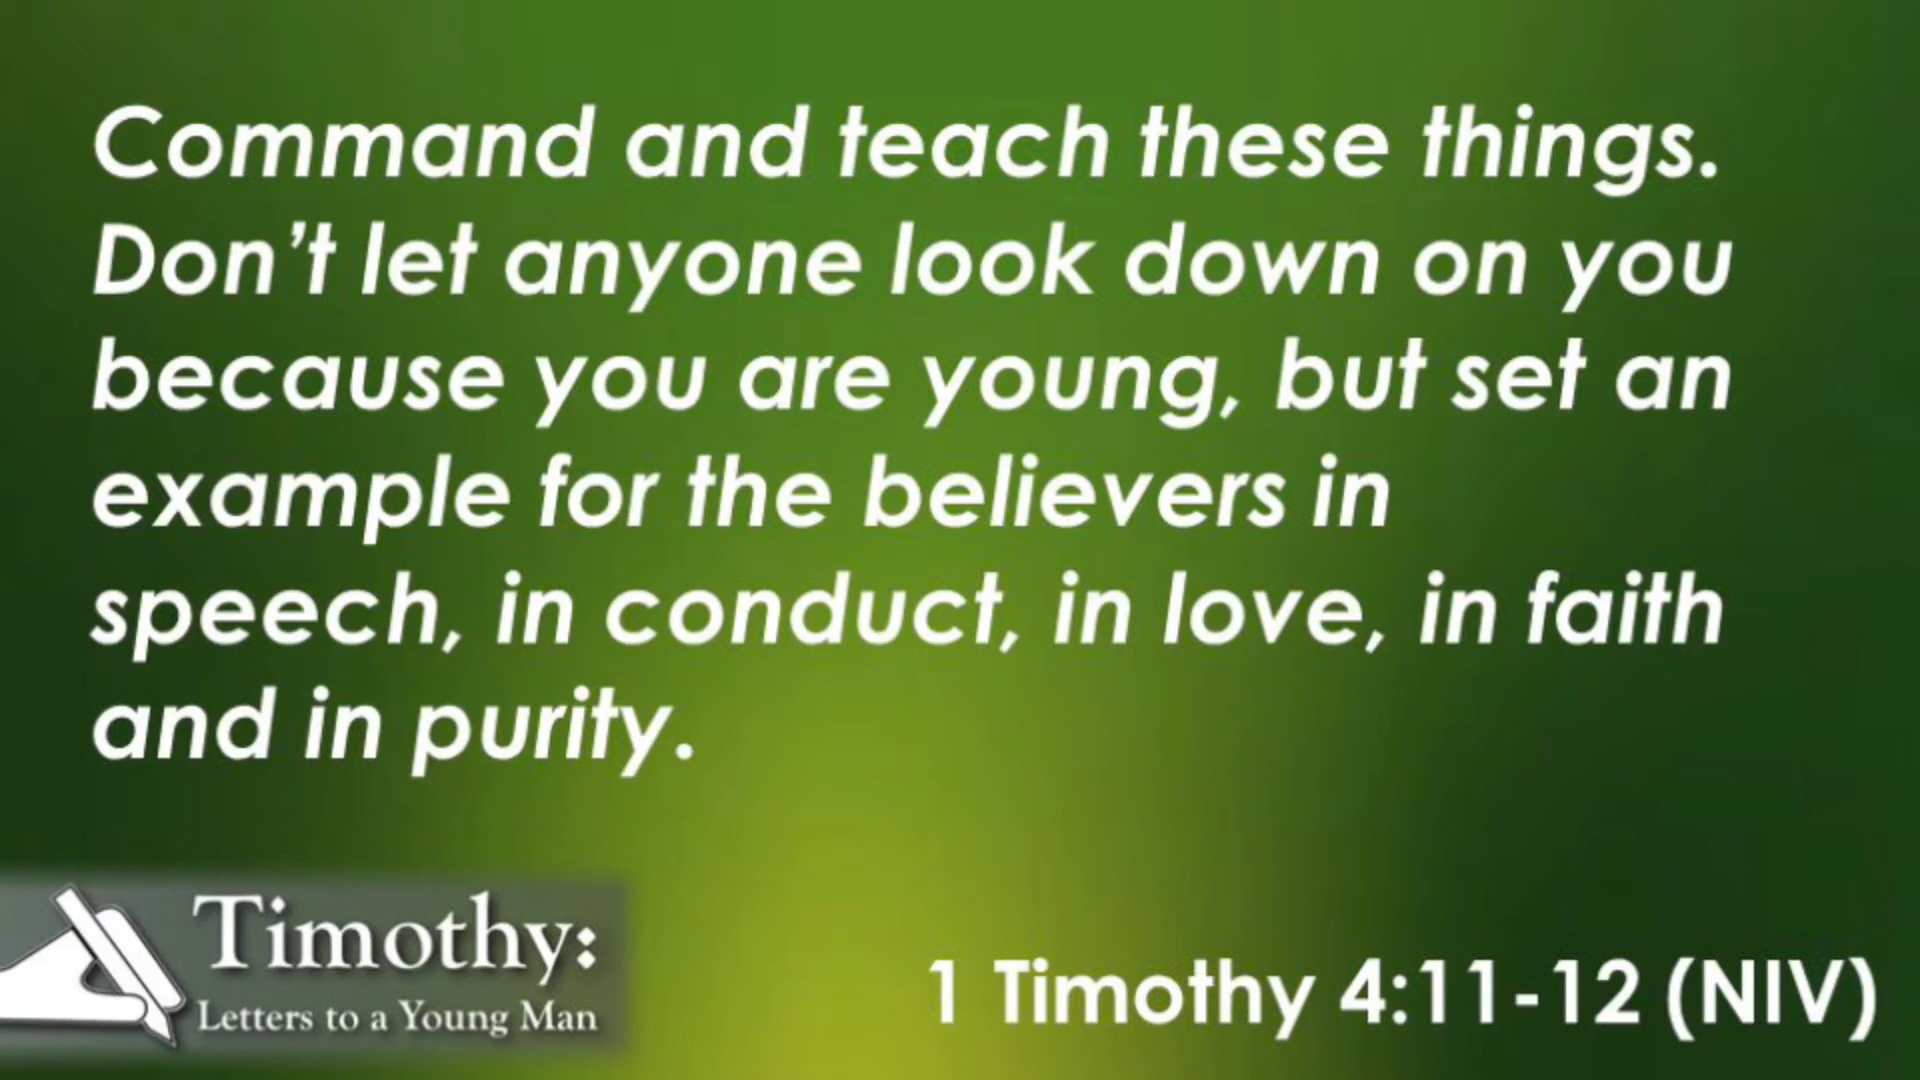 Command and teach these things.
Don’t let anyone look down on you
because you are young, but set an
example for the believers in
speech, in conduct, in love, in faith
and in purity.
Timothy:
Letters to a Young Man
1 Timothy 4:11-12 (NIV)